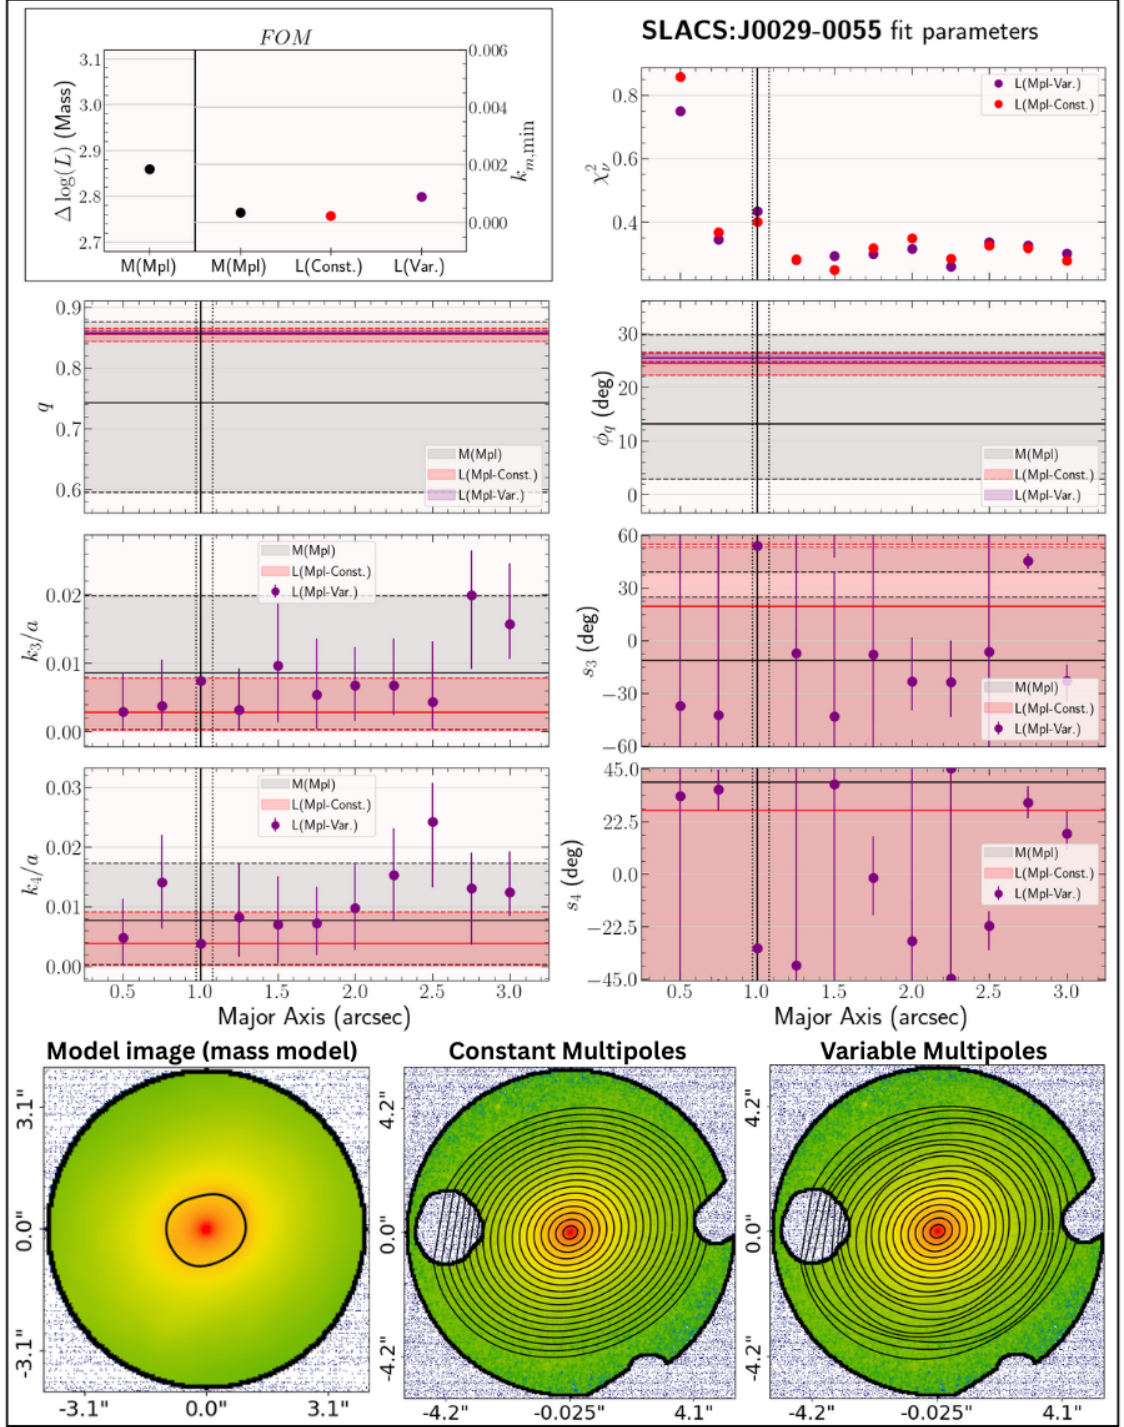 FOM
SLACS:J0029-0055 fit parameters
3.1
3.0
2.9
2.8
2.7
Δ log(L) (Mass)
0.006
0.004
0.002
0.000
k_m,min
M(Mpl) M(Mpl) L(Const.) L(Var.)
0.8
0.6
0.4
χ²_ν
L(Mpl-Var.)
L(Mpl-Const.)
0.9
0.8
0.7
0.6
q
M(Mpl)
L(Mpl-Const.)
L(Mpl-Var.)
30
20
10
0
ϕ_q (deg)
M(Mpl)
L(Mpl-Const.)
L(Mpl-Var.)
0.02
0.01
0.00
k_3/a
M(Mpl)
L(Mpl-Const.)
L(Mpl-Var.)
60
30
0
−30
−60
s_3 (deg)
M(Mpl)
L(Mpl-Const.)
L(Mpl-Var.)
0.03
0.02
0.01
0.00
k_4/a
M(Mpl)
L(Mpl-Const.)
L(Mpl-Var.)
0.5 1.0 1.5 2.0 2.5 3.0
Major Axis (arcsec)
45.0
22.5
0.0
−22.5
−45.0
s_4 (deg)
M(Mpl)
L(Mpl-Const.)
L(Mpl-Var.)
0.5 1.0 1.5 2.0 2.5 3.0
Major Axis (arcsec)
Model image (mass model)
3.1"
0.0"
-3.1"
-3.1" 0.0" 3.1"
Constant Multipoles
4.2"
0.0"
-4.2"
-4.2" -0.025" 4.1"
Variable Multipoles
4.2"
0.0"
-4.2"
-4.2" -0.025" 4.1"